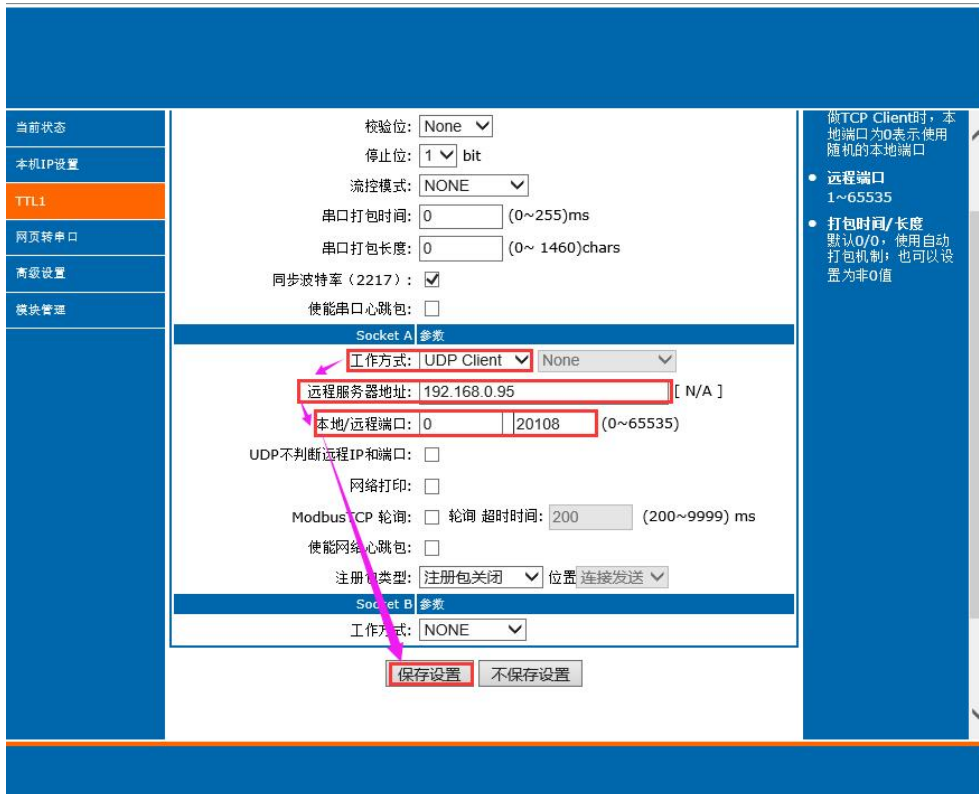 当前状态
本机IP设置
TTL1
网页转串口
高级设置
模块管理
校验位: None
停止位: 1 bit
流控模式: NONE
串口打包时间: 0 (0~255)ms
串口打包长度: 0 (0~ 1460)chars
同步波特率（2217）:
使能串口心跳包:
Socket A 参数
工作方式: UDP Client None
远程服务器地址: 192.168.0.95 [ N/A ]
本地/远程端口: 0 20108 (0~65535)
UDP不判断远程IP和端口:
网络打印:
ModbusTCP 轮询: 轮询 超时时间: 200 (200~9999) ms
使能网络心跳包:
注册包类型: 注册包关闭 位置 连接发送
Socket B 参数
工作方式: NONE
保存设置 不保存设置
做TCP Client时，本
地端口为0表示使用
随机的本地端口
远程端口
1~65535
打包时间/长度
默认0/0，使用自动
打包机制；也可以设
置为非0值